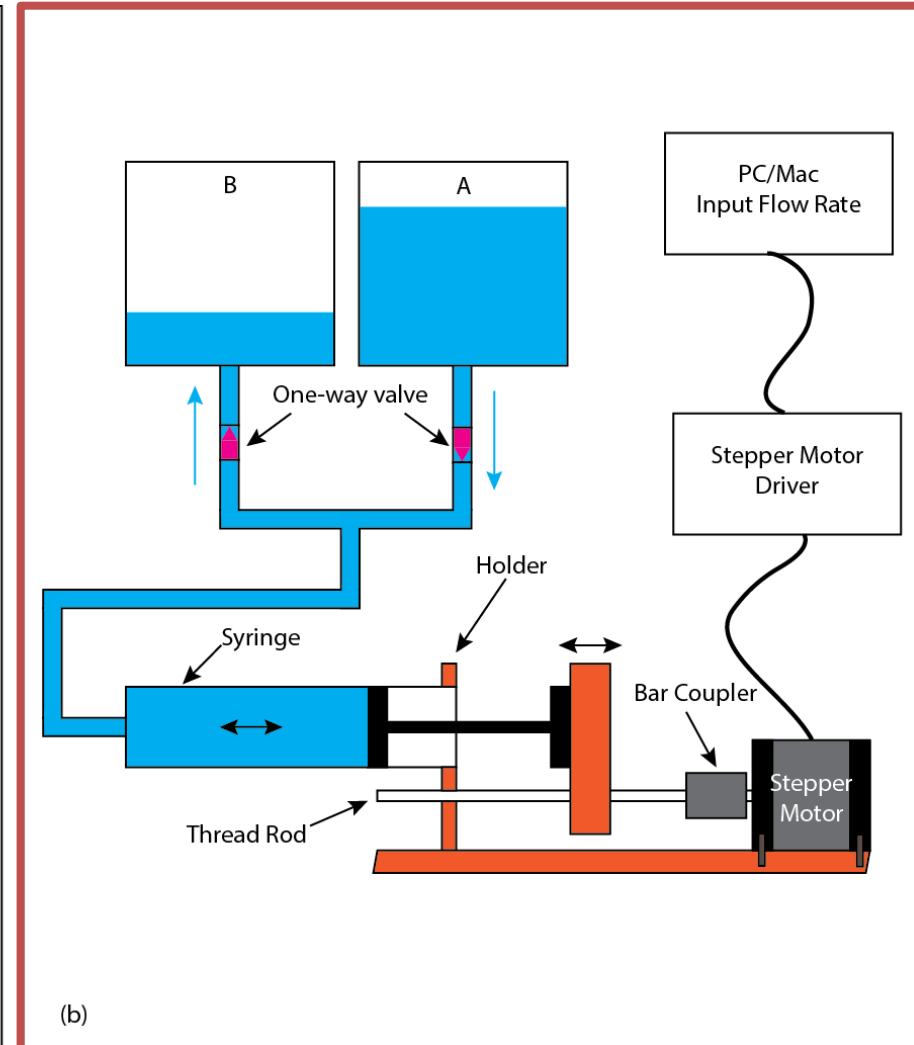 B
A
PC/Mac
Input Flow Rate
One-way valve
Stepper Motor
Driver
Holder
Syringe
Bar Coupler
Stepper
Motor
Thread Rod
(b)